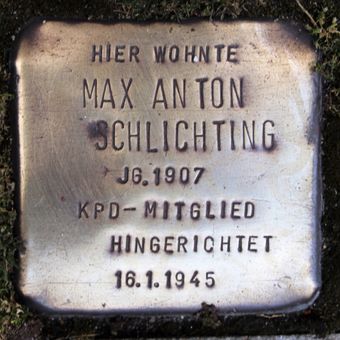 HIER WOHNTE
MAX ANTON
SCHLICHTING
JG. 1907
KPD-MITGLIED
HINGERICHTET
16.1.1945